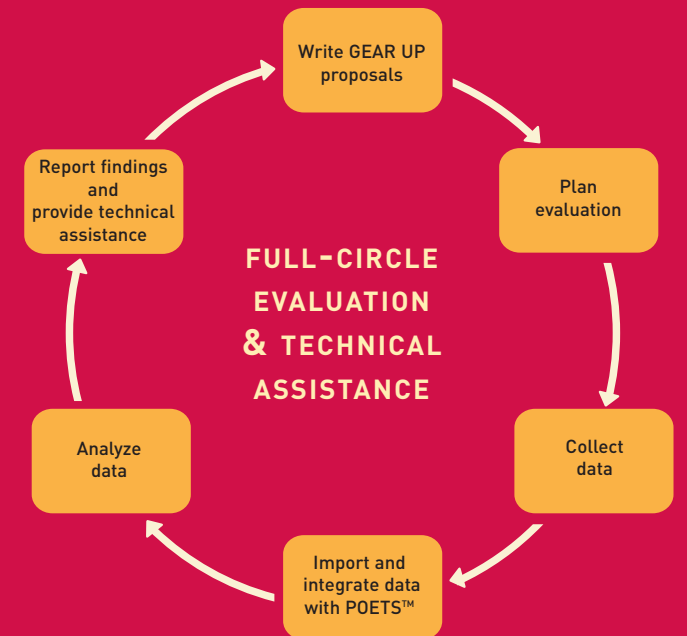 Write GEAR UP
proposals
Plan
evaluation
Collect
data
Import and
integrate data
with POETS™
Analyze
data
Report findings
and
provide technical
assistance
FULL-CIRCLE
EVALUATION
& TECHNICAL
ASSISTANCE